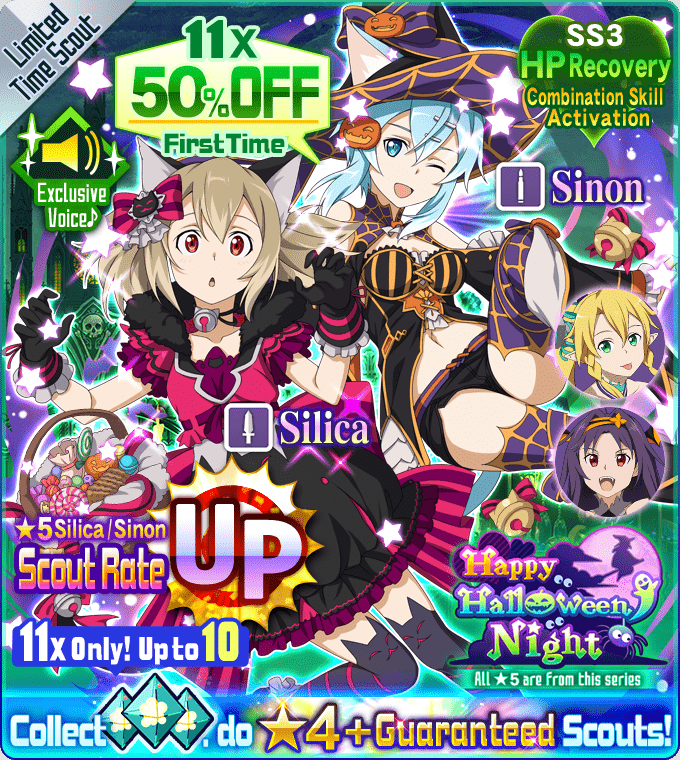 Limited
Time Scout
11x
50%OFF
First Time
SS3
HP Recovery
Combination Skill
Activation
Exclusive
Voice♪
Sinon
Silica
★5 Silica/Sinon
Scout Rate
UP
11x Only! Up to 10
Happy
Halloween
Night
All ★5 are from this series
Collect , do ★4+Guaranteed Scouts!